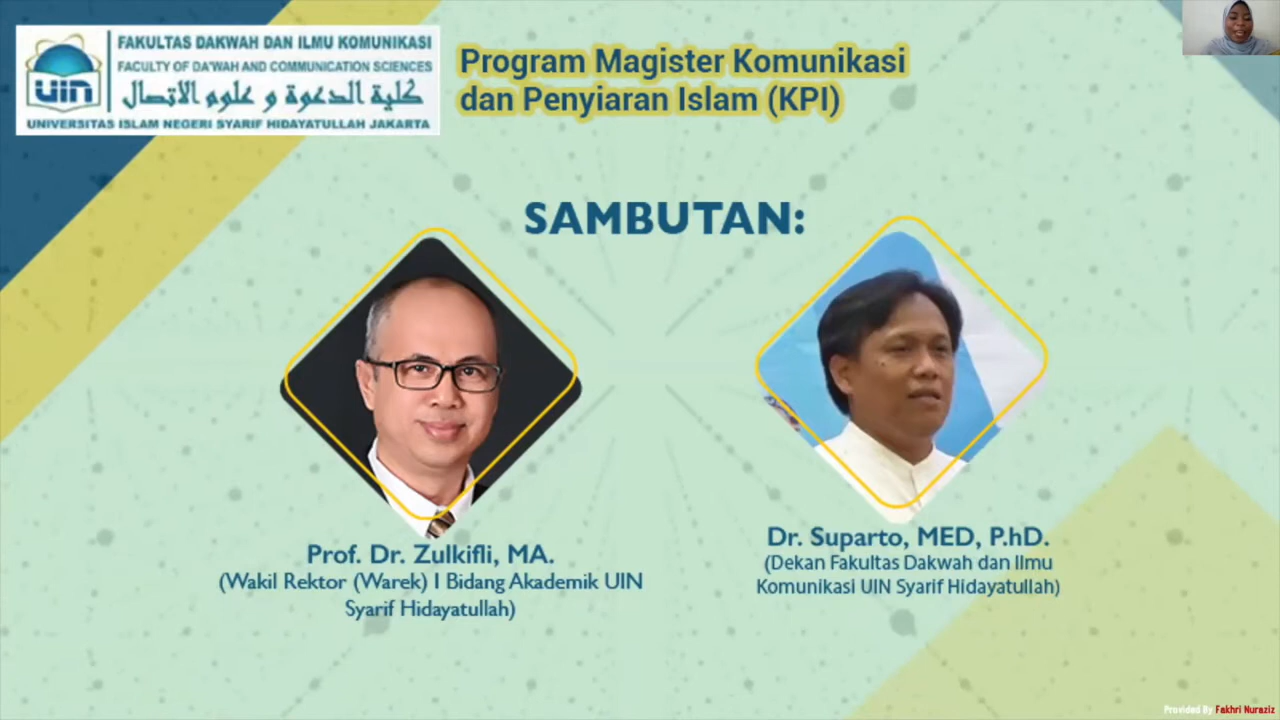 FAKULTAS DAKWAH DAN ILMU KOMUNIKASI
FACULTY OF DA'WAH AND COMMUNICATION SCIENCES
UIN
كلية الدعوة و علوم الاتصال
UNIVERSITAS ISLAM NEGERI SYARIF HIDAYATULLAH JAKARTA
Program Magister Komunikasi
dan Penyiaran Islam (KPI)
SAMBUTAN:
Prof. Dr. Zulkifli, MA.
(Wakil Rektor (Warek) I Bidang Akademik UIN
Syarif Hidayatullah)
Dr. Suparto, MED, P.hD.
(Dekan Fakultas Dakwah dan Ilmu
Komunikasi UIN Syarif Hidayatullah)
Provided By Fakhri Nuraziz